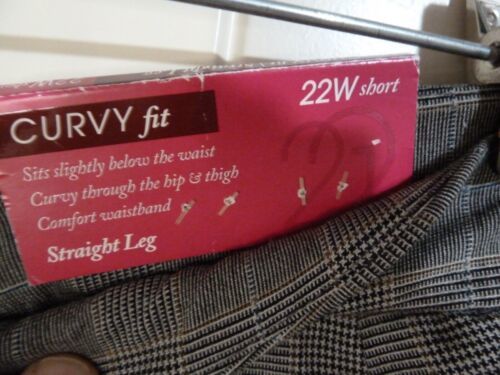 CURVY fit
22W short
Sits slightly below the waist
Curvy through the hip & thigh
Comfort waistband
Straight Leg